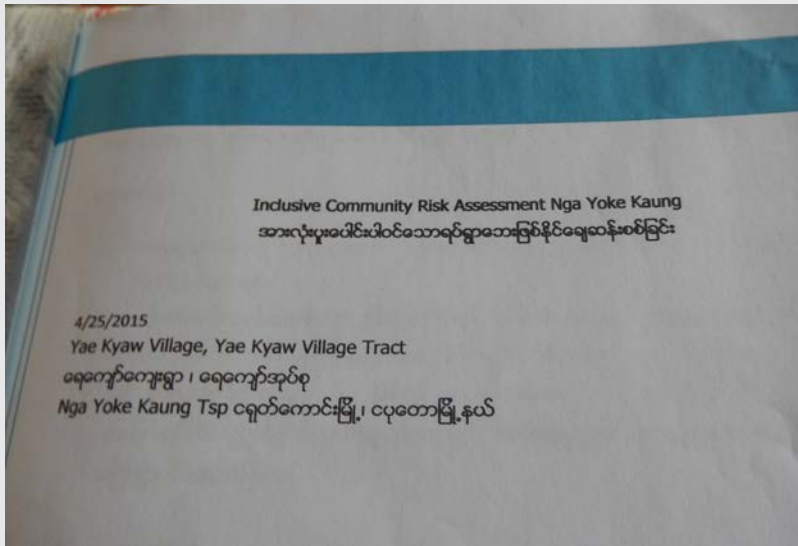 Inclusive Community Risk Assessment Nga Yoke Kaung
အားလုံးပူးပေါင်းပါဝင်သောရပ်ရွာဘေးဖြစ်နိုင်ချေဆန်းစစ်ခြင်း
4/25/2015
Yae Kyaw Village, Yae Kyaw Village Tract
ရေကျော်ကျေးရွာ ၊ ရေကျော်အုပ်စု
Nga Yoke Kaung Tsp ငရုတ်ကောင်းမြို့၊ ငပုတောမြို့နယ်